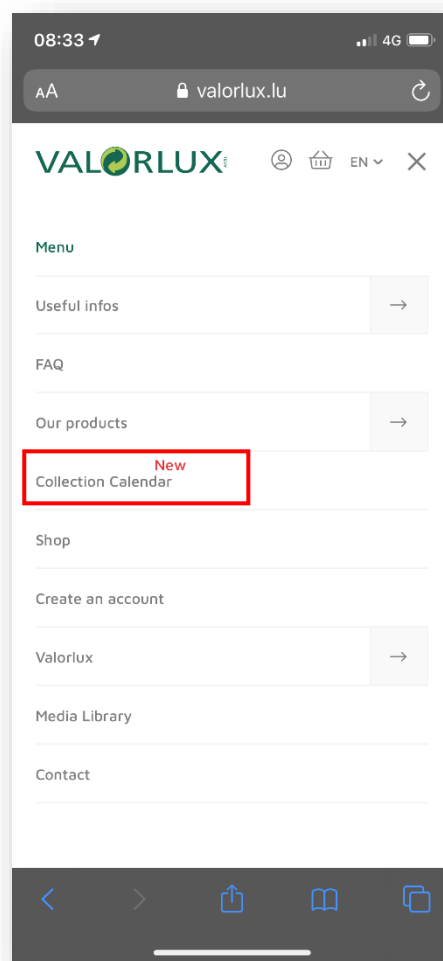 08:33 4G
AA valorlux.lu
VALORLUX EN
Menu
Useful infos
FAQ
Our products
New
Collection Calendar
Shop
Create an account
Valorlux
Media Library
Contact